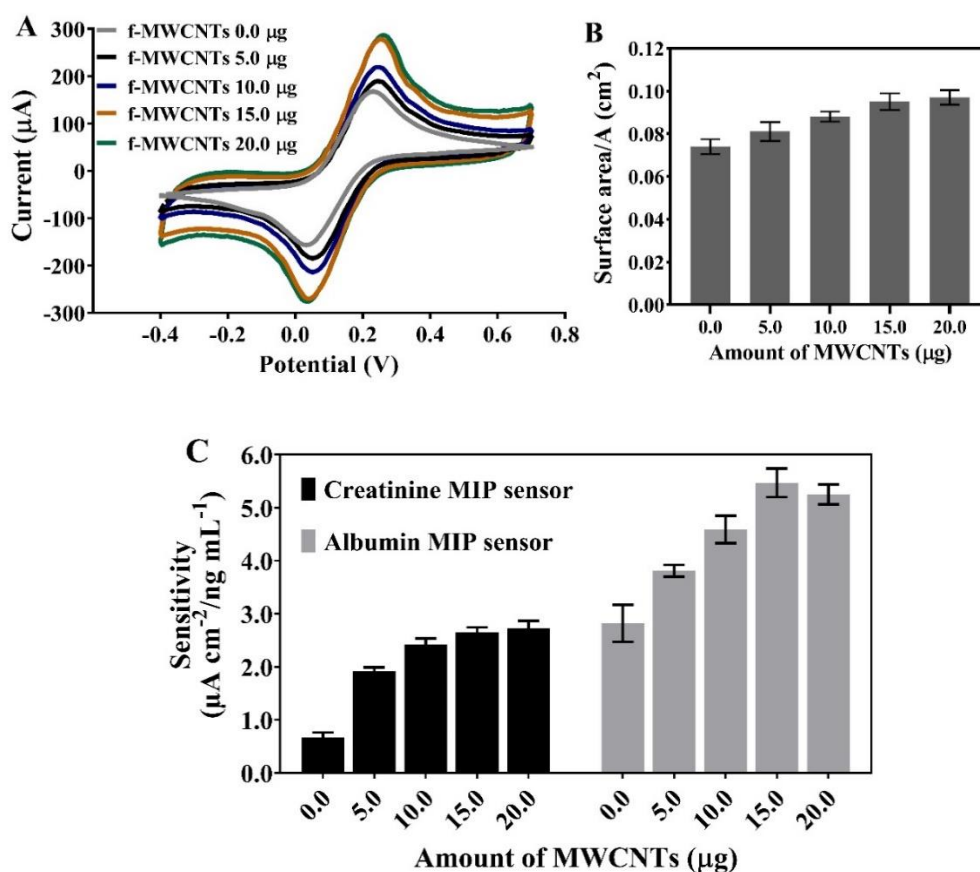 A
f-MWCNTs 0.0 µg
f-MWCNTs 5.0 µg
f-MWCNTs 10.0 µg
f-MWCNTs 15.0 µg
f-MWCNTs 20.0 µg
300
200
100
0
-100
-200
-300
Current (µA)
-0.4 -0.2 0.0 0.2 0.4 0.6 0.8
Potential (V)
B
0.12
0.10
0.08
0.06
0.04
0.02
0.00
Surface area/A (cm²)
0.0 5.0 10.0 15.0 20.0
Amount of MWCNTs (µg)
C
Creatinine MIP sensor
Albumin MIP sensor
6.0
5.0
4.0
3.0
2.0
1.0
0.0
Sensitivity
(µA cm⁻²/ng mL⁻¹)
0.0 5.0 10.0 15.0 20.0 0.0 5.0 10.0 15.0 20.0
Amount of MWCNTs (µg)